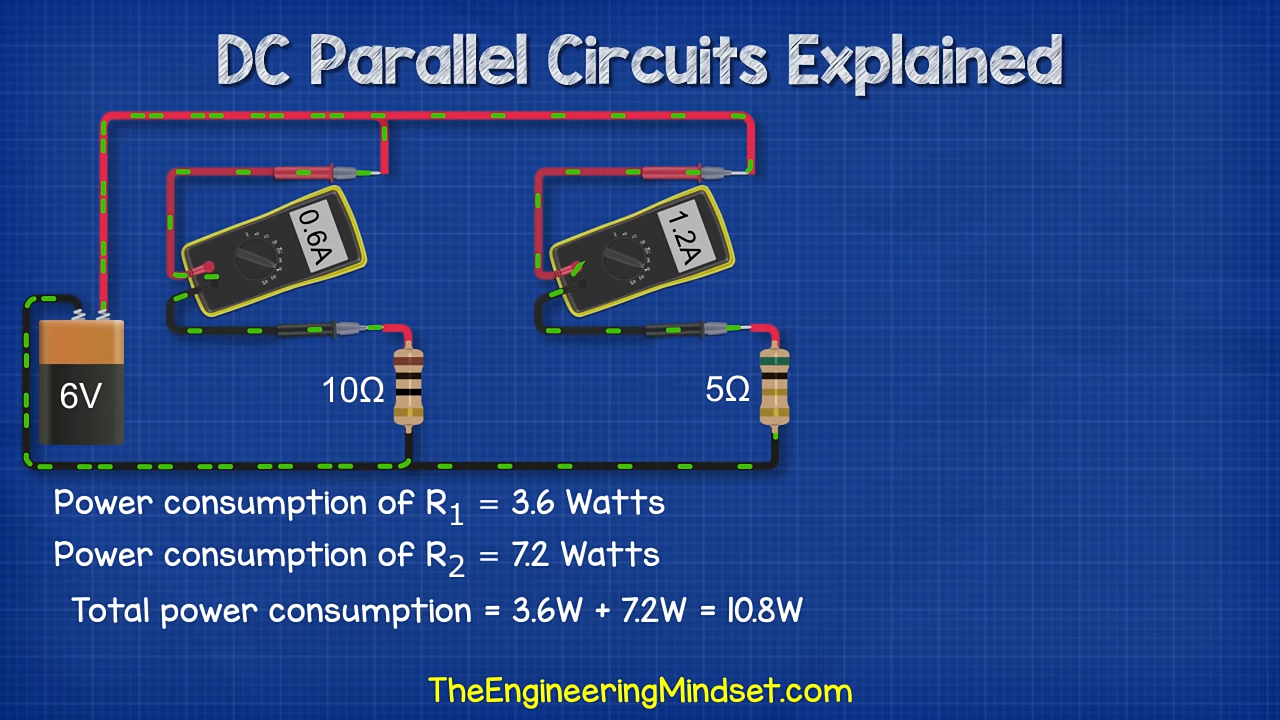 DC Parallel Circuits Explained
0.6A
1.2A
6V
10Ω
5Ω
Power consumption of R₁ = 3.6 Watts
Power consumption of R₂ = 7.2 Watts
Total power consumption = 3.6W + 7.2W = 10.8W
TheEngineeringMindset.com